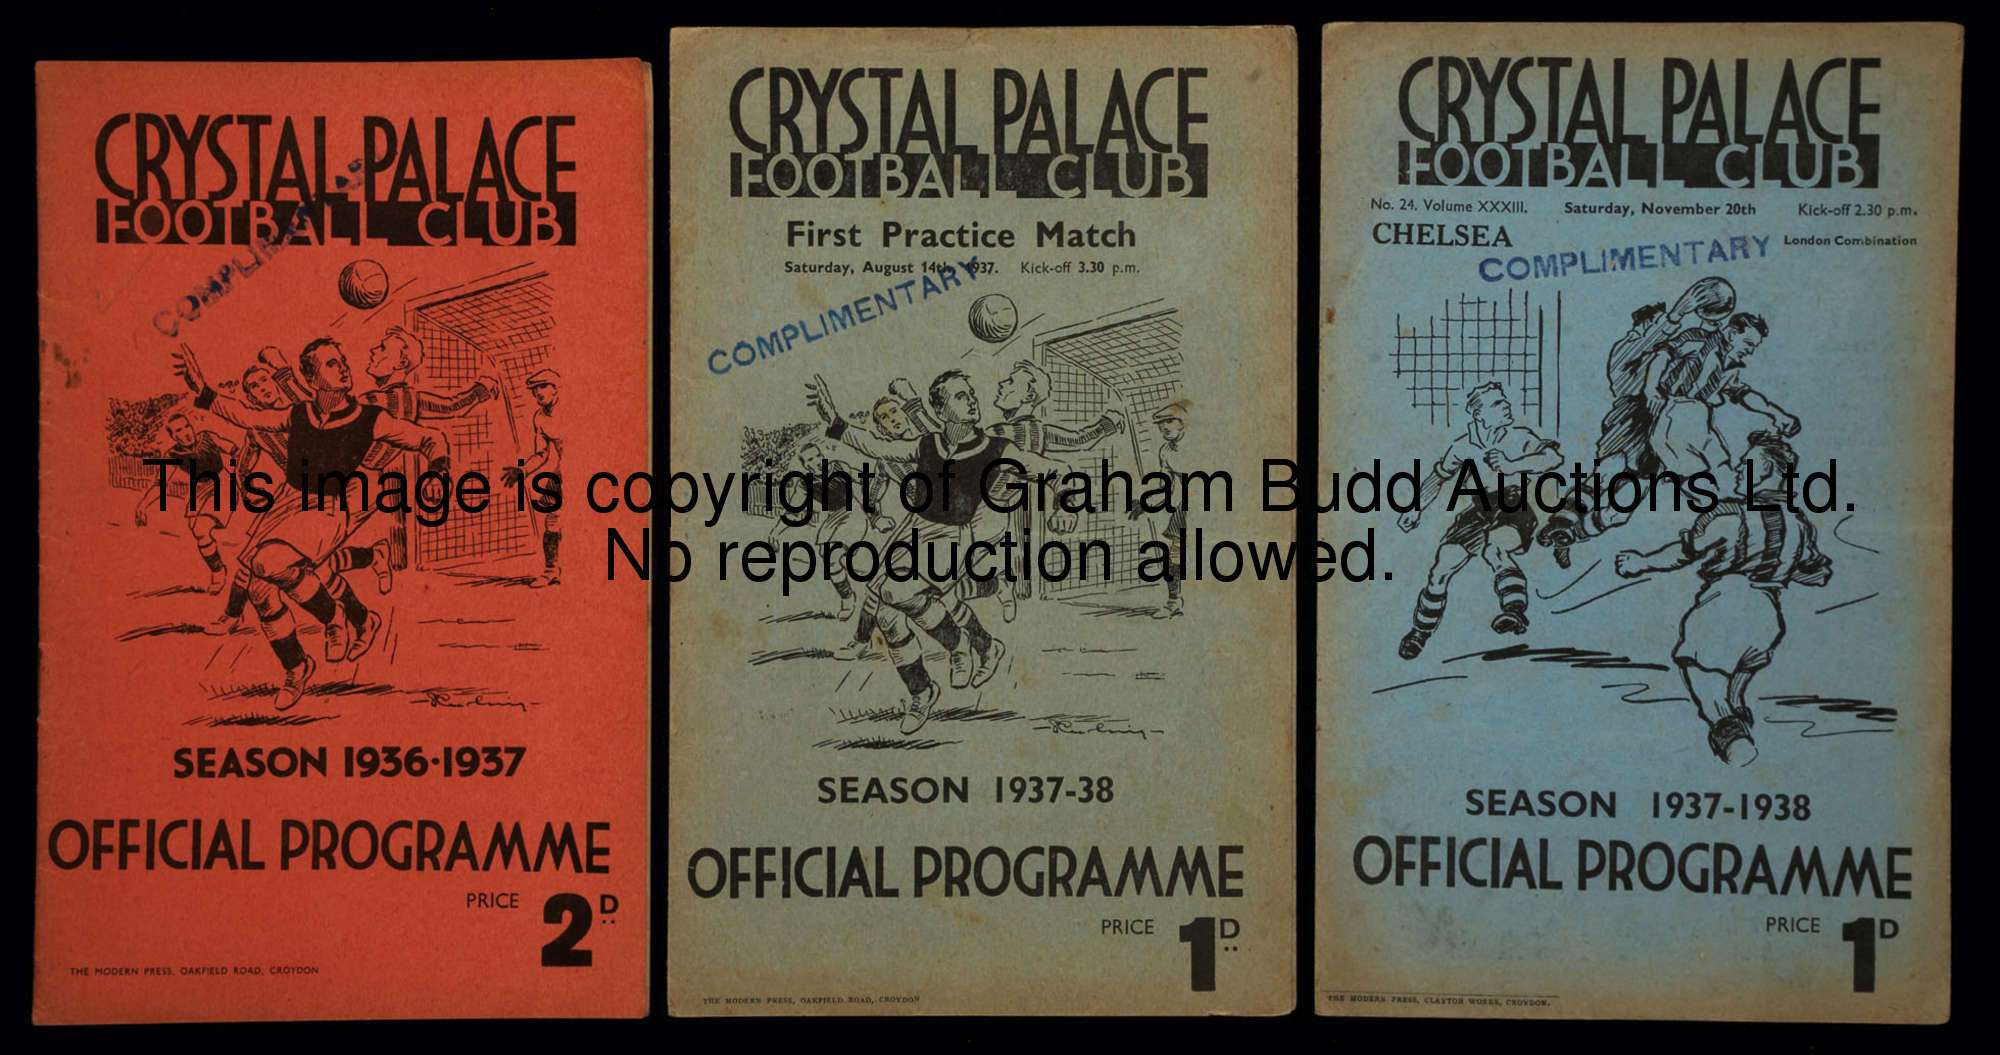 CRYSTAL PALACE
FOOTBALL CLUB
COMPLIMENTARY
SEASON 1936·1937
OFFICIAL PROGRAMME
PRICE 2D
THE MODERN PRESS, OAKFIELD ROAD, CROYDON
CRYSTAL PALACE
FOOTBALL CLUB
First Practice Match
Saturday, August 14th, 1937. Kick-off 3.30 p.m.
COMPLIMENTARY
SEASON 1937-38
OFFICIAL PROGRAMME
PRICE 1D
THE MODERN PRESS, OAKFIELD ROAD, CROYDON
CRYSTAL PALACE
FOOTBALL CLUB
No. 24. Volume XXXIII. Saturday, November 20th Kick-off 2.30 p.m.
CHELSEA London Combination
COMPLIMENTARY
SEASON 1937-1938
OFFICIAL PROGRAMME
PRICE 1D
THE MODERN PRESS, CLAYTON WORKS, CROYDON.
This image is copyright of Graham Budd Auctions Ltd.
No reproduction allowed.